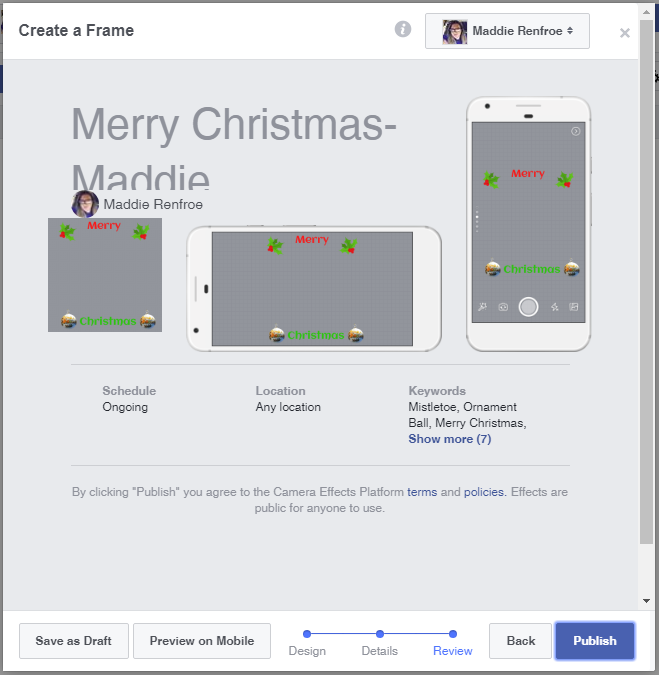 Create a Frame
Maddie Renfroe
Merry Christmas-
Maddie
Maddie Renfroe
Merry
Christmas
Merry
Christmas
Merry
Christmas
Schedule
Ongoing
Location
Any location
Keywords
Mistletoe, Ornament
Ball, Merry Christmas,
Show more (7)
By clicking "Publish" you agree to the Camera Effects Platform terms and policies. Effects are
public for anyone to use.
Save as Draft
Preview on Mobile
Design
Details
Review
Back
Publish